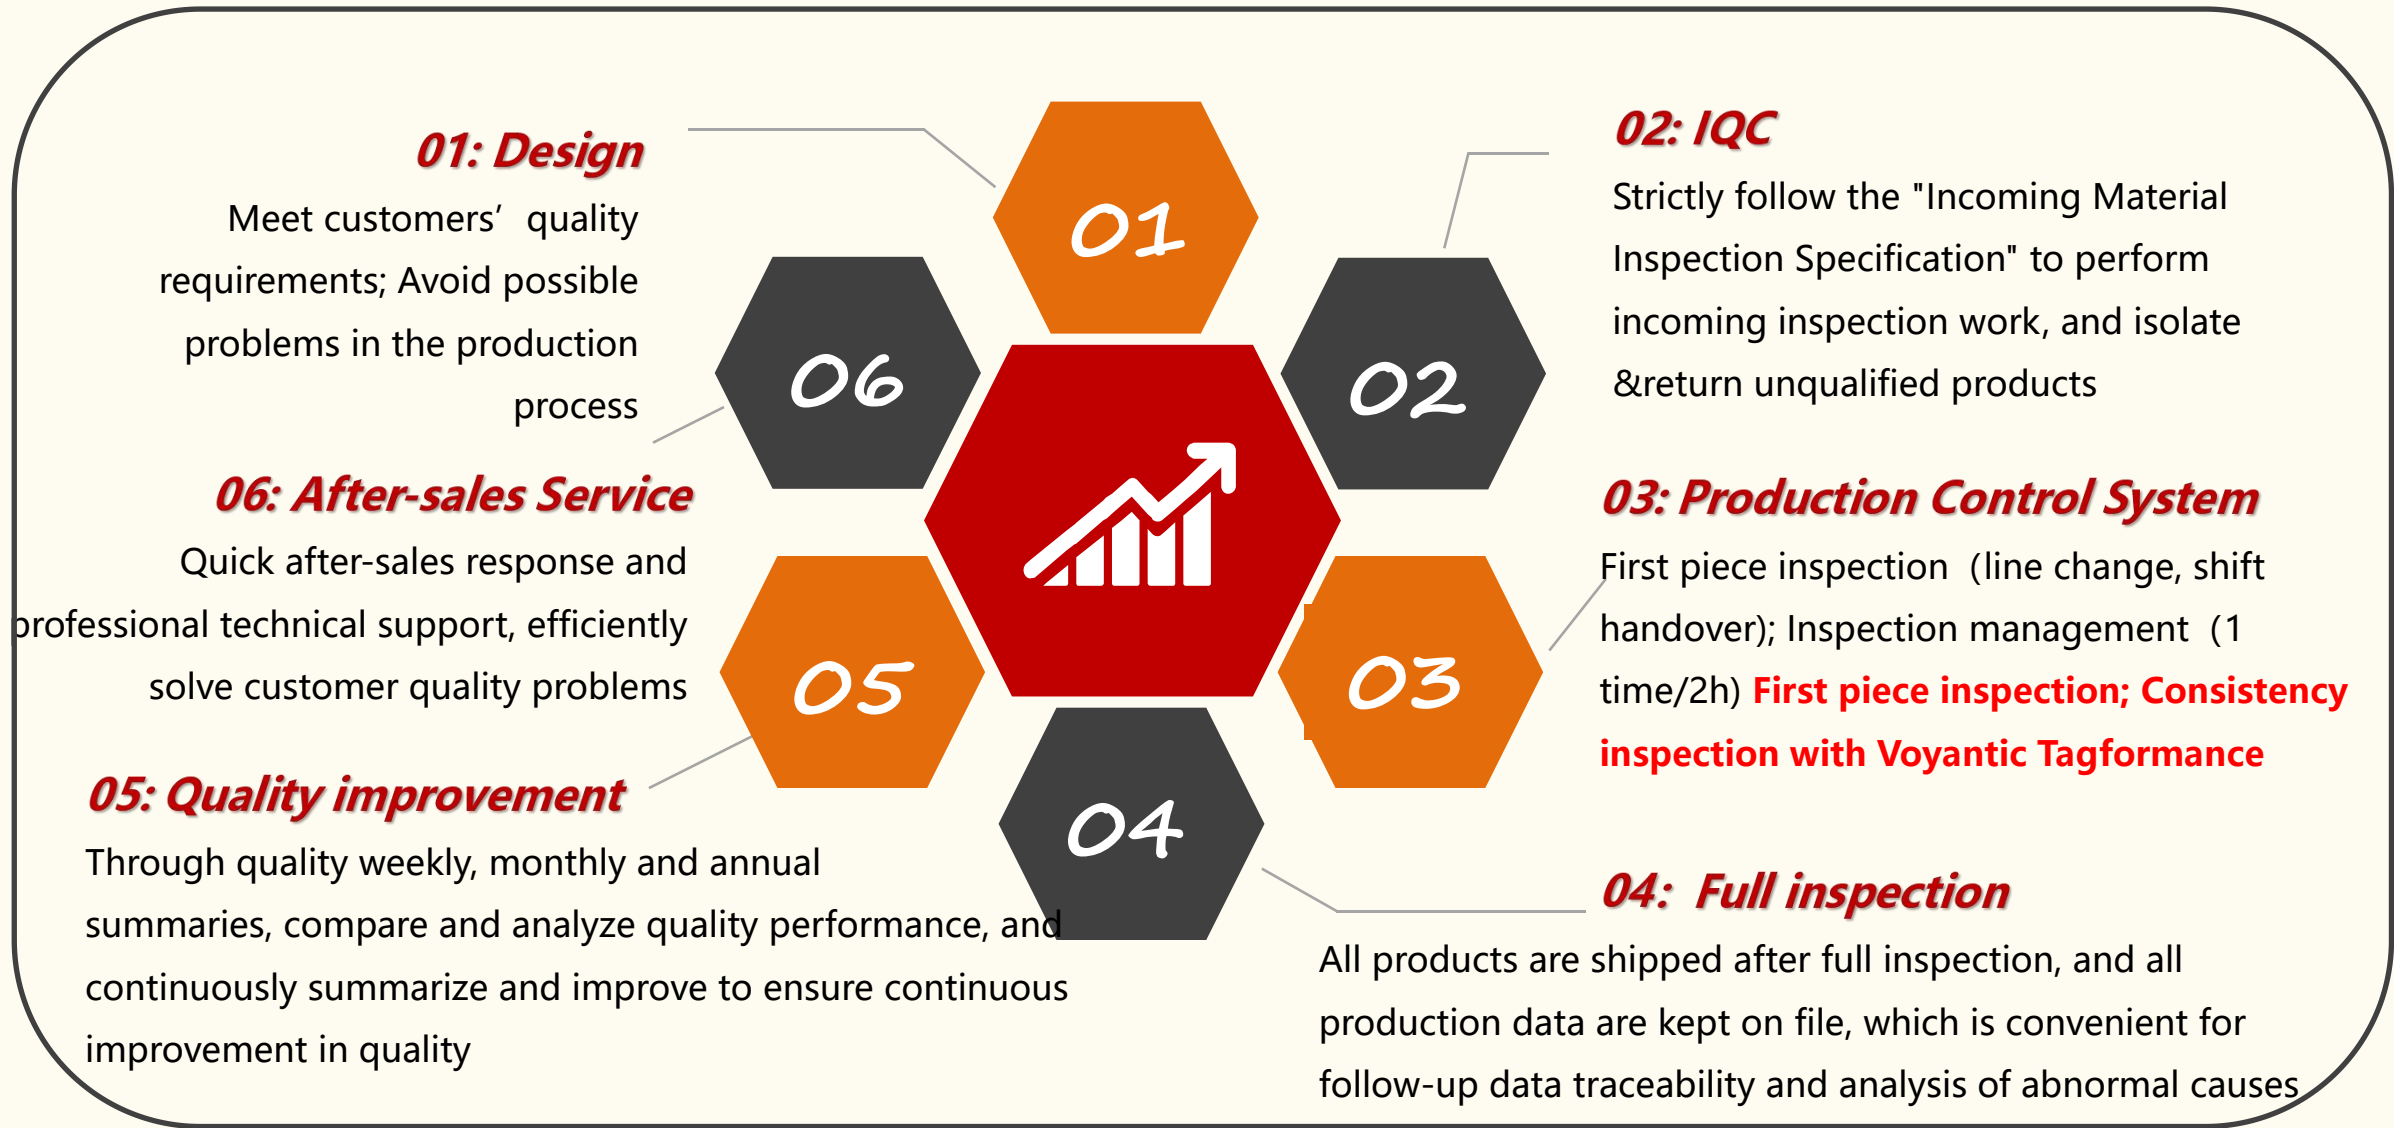 01: Design
Meet customers’ quality
requirements; Avoid possible
problems in the production
process
02: IQC
Strictly follow the "Incoming Material
Inspection Specification" to perform
incoming inspection work, and isolate
&return unqualified products
03: Production Control System
First piece inspection (line change, shift
handover); Inspection management (1
time/2h) First piece inspection; Consistency
inspection with Voyantic Tagformance
04: Full inspection
All products are shipped after full inspection, and all
production data are kept on file, which is convenient for
follow-up data traceability and analysis of abnormal causes
05: Quality improvement
Through quality weekly, monthly and annual
summaries, compare and analyze quality performance, and
continuously summarize and improve to ensure continuous
improvement in quality
06: After-sales Service
Quick after-sales response and
professional technical support, efficiently
solve customer quality problems
01
02
03
04
05
06